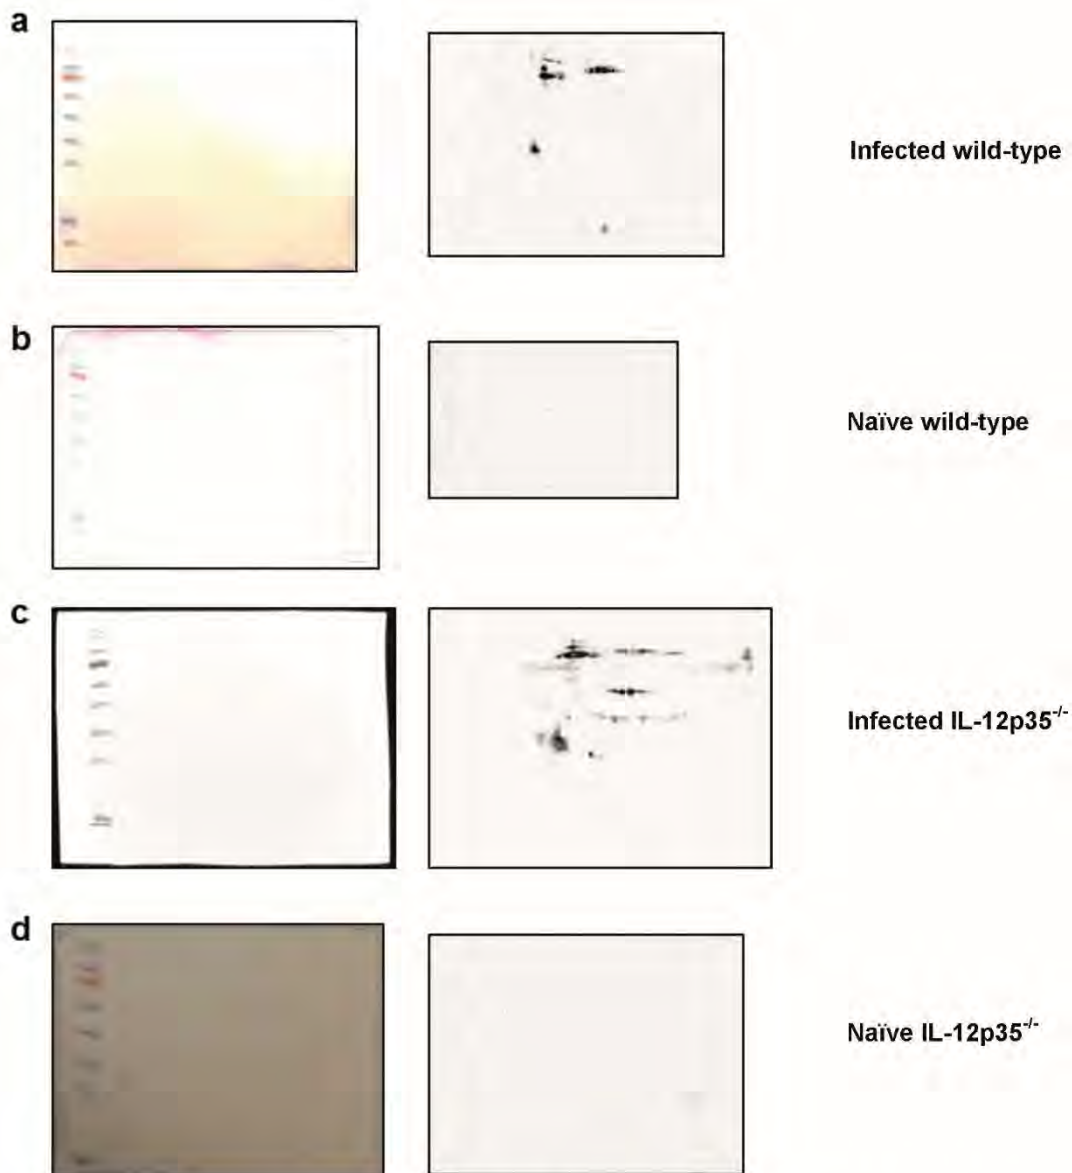 a
Infected wild-type
b
Naïve wild-type
c
Infected IL-12p35-/-
d
Naïve IL-12p35-/-